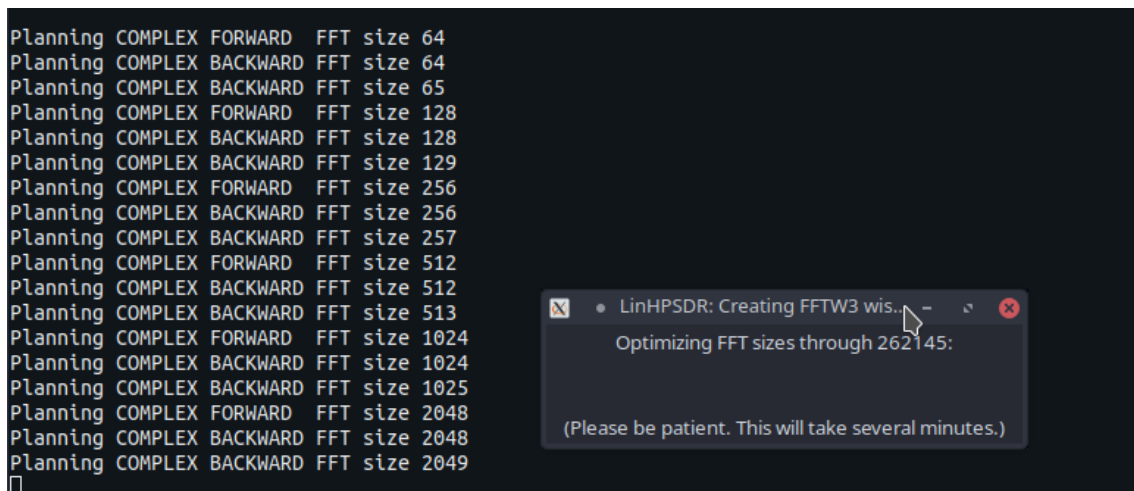 Planning COMPLEX FORWARD  FFT size 64
Planning COMPLEX BACKWARD FFT size 64
Planning COMPLEX BACKWARD FFT size 65
Planning COMPLEX FORWARD  FFT size 128
Planning COMPLEX BACKWARD FFT size 128
Planning COMPLEX BACKWARD FFT size 129
Planning COMPLEX FORWARD  FFT size 256
Planning COMPLEX BACKWARD FFT size 256
Planning COMPLEX BACKWARD FFT size 257
Planning COMPLEX FORWARD  FFT size 512
Planning COMPLEX BACKWARD FFT size 512
Planning COMPLEX BACKWARD FFT size 513
Planning COMPLEX FORWARD  FFT size 1024
Planning COMPLEX BACKWARD FFT size 1024
Planning COMPLEX BACKWARD FFT size 1025
Planning COMPLEX FORWARD  FFT size 2048
Planning COMPLEX BACKWARD FFT size 2048
Planning COMPLEX BACKWARD FFT size 2049
LinHPSDR: Creating FFTW3 wis...
Optimizing FFT sizes through 262145:
(Please be patient. This will take several minutes.)